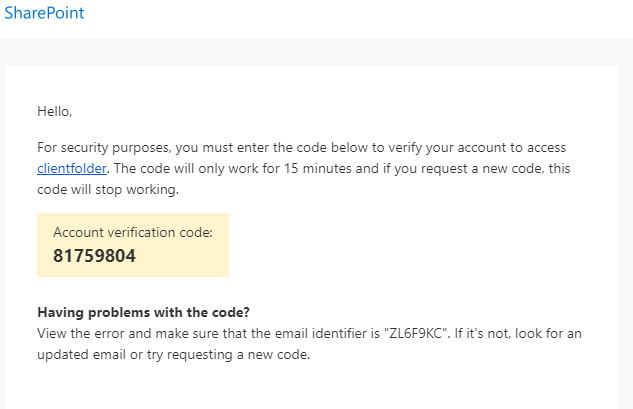 SharePoint
Hello,
For security purposes, you must enter the code below to verify your account to access
clientfolder. The code will only work for 15 minutes and if you request a new code, this
code will stop working.
Account verification code:
81759804
Having problems with the code?
View the error and make sure that the email identifier is "ZL6F9KC". If it's not, look for an
updated email or try requesting a new code.